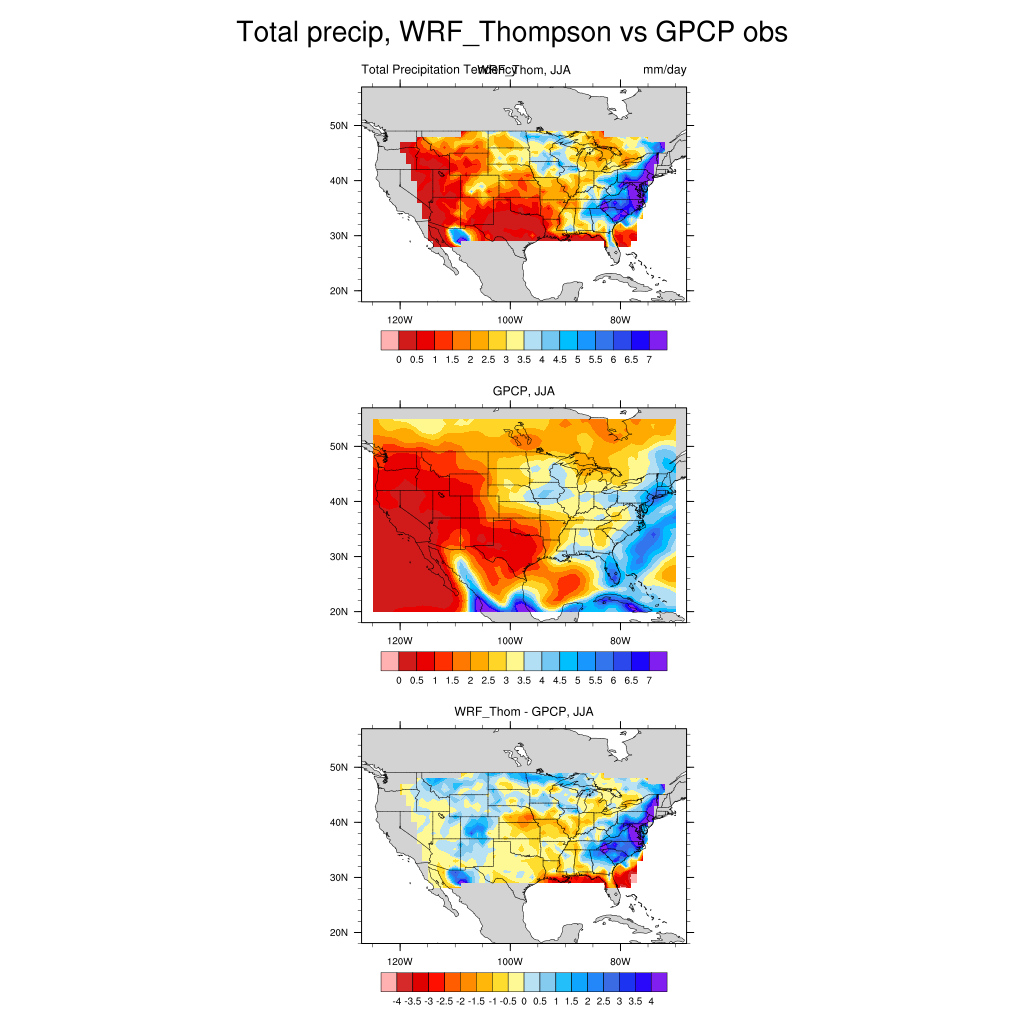 Total precip, WRF_Thompson vs GPCP obs
Total Precipitation Tendency WRF_Thom, JJA mm/day
50N
40N
30N
20N
120W 100W 80W
0 0.5 1 1.5 2 2.5 3 3.5 4 4.5 5 5.5 6 6.5 7
GPCP, JJA
50N
40N
30N
20N
120W 100W 80W
0 0.5 1 1.5 2 2.5 3 3.5 4 4.5 5 5.5 6 6.5 7
WRF_Thom - GPCP, JJA
50N
40N
30N
20N
120W 100W 80W
-4 -3.5 -3 -2.5 -2 -1.5 -1 -0.5 0 0.5 1 1.5 2 2.5 3 3.5 4